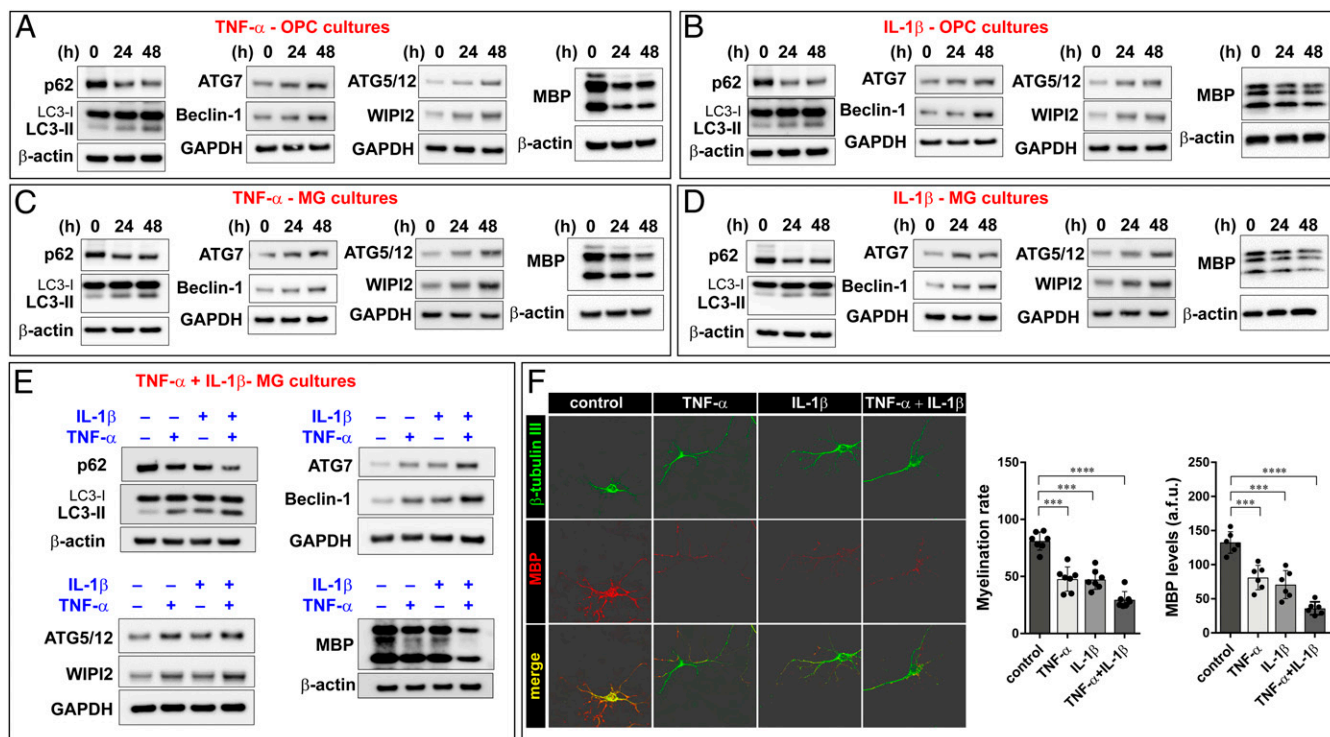 A
TNF-α - OPC cultures
(h) 0 24 48
p62
LC3-I
LC3-II
β-actin
(h) 0 24 48
ATG7
Beclin-1
GAPDH
(h) 0 24 48
ATG5/12
WIPI2
GAPDH
(h) 0 24 48
MBP
β-actin
B
IL-1β - OPC cultures
(h) 0 24 48
p62
LC3-I
LC3-II
β-actin
(h) 0 24 48
ATG7
Beclin-1
GAPDH
(h) 0 24 48
ATG5/12
WIPI2
GAPDH
(h) 0 24 48
MBP
β-actin
C
TNF-α - MG cultures
(h) 0 24 48
p62
LC3-I
LC3-II
β-actin
(h) 0 24 48
ATG7
Beclin-1
GAPDH
(h) 0 24 48
ATG5/12
WIPI2
GAPDH
(h) 0 24 48
MBP
β-actin
D
IL-1β - MG cultures
(h) 0 24 48
p62
LC3-I
LC3-II
β-actin
(h) 0 24 48
ATG7
Beclin-1
GAPDH
(h) 0 24 48
ATG5/12
WIPI2
GAPDH
(h) 0 24 48
MBP
β-actin
E
TNF-α + IL-1β- MG cultures
IL-1β – – + +
TNF-α – + – +
p62
LC3-I
LC3-II
β-actin
IL-1β – – + +
TNF-α – + – +
ATG7
Beclin-1
GAPDH
IL-1β – – + +
TNF-α – + – +
ATG5/12
WIPI2
GAPDH
IL-1β – – + +
TNF-α – + – +
MBP
β-actin
F
control TNF-α IL-1β TNF-α + IL-1β
β-tubulin III
MBP
merge
Myelination rate
150
100
50
0
****
***
***
control
TNF-α
IL-1β
TNF-α+IL-1β
MBP levels (a.f.u.)
250
200
150
100
50
0
****
***
***
control
TNF-α
IL-1β
TNF-α+IL-1β